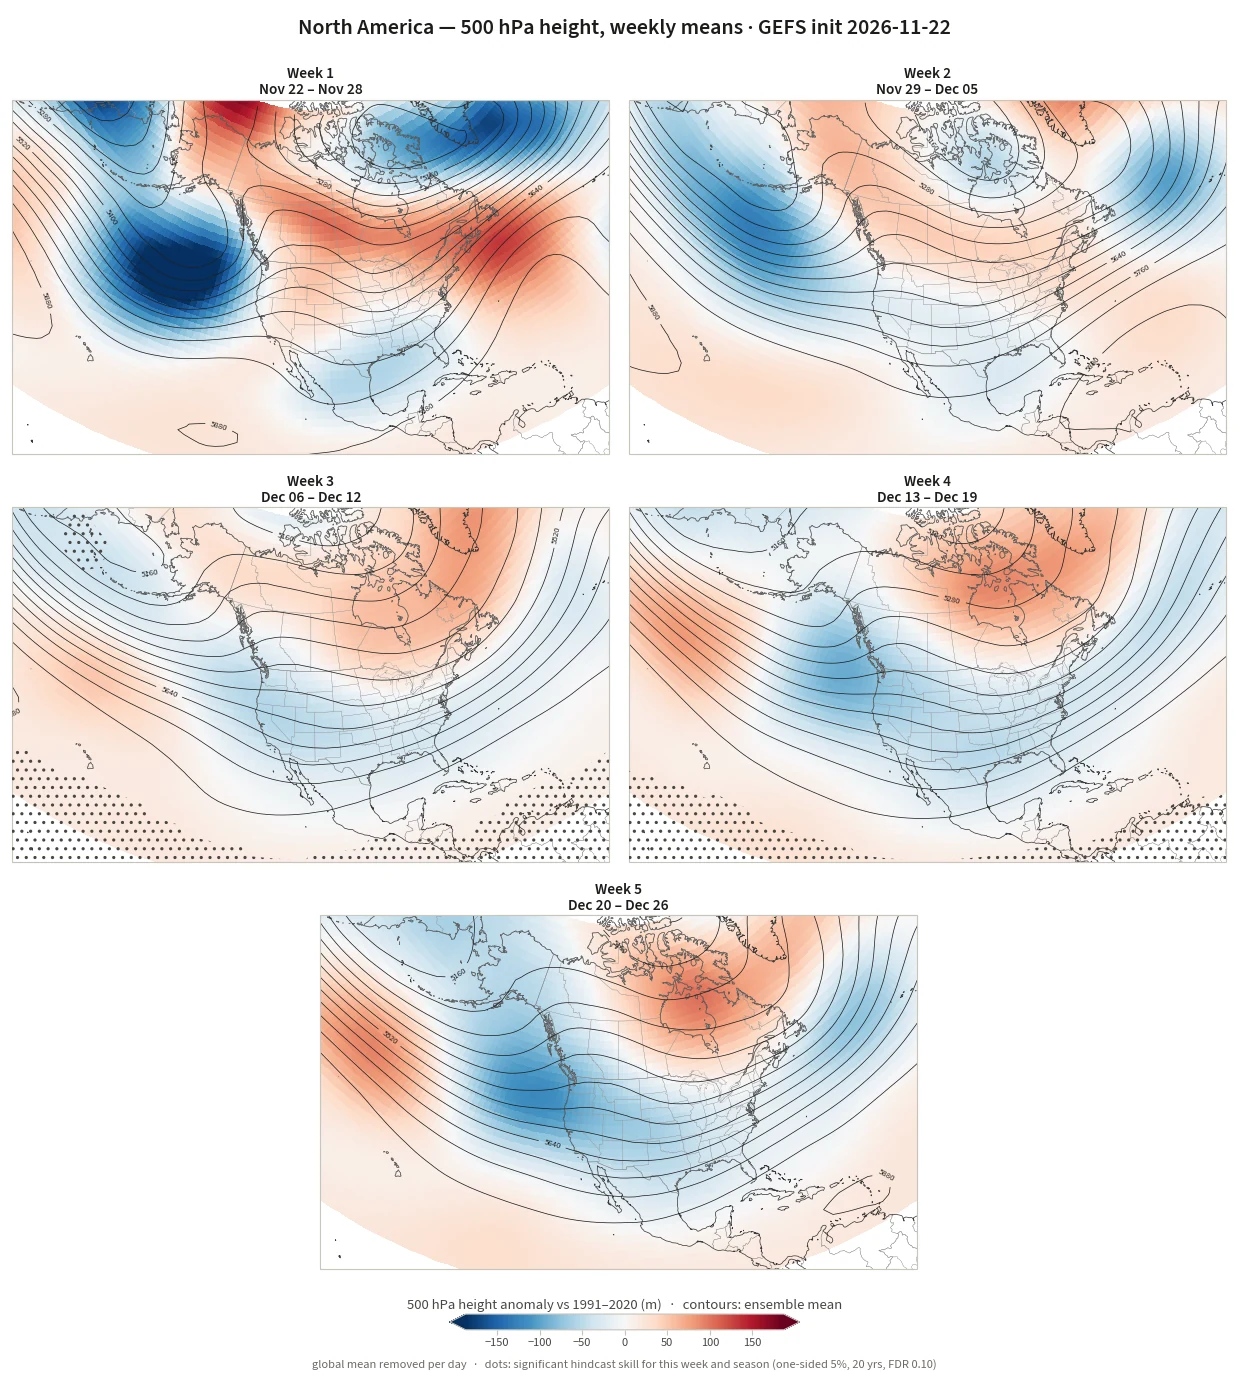 North America — 500 hPa height, weekly means · GEFS init 2026-11-22
Week 1
Nov 22 – Nov 28
Week 2
Nov 29 – Dec 05
Week 3
Dec 06 – Dec 12
Week 4
Dec 13 – Dec 19
Week 5
Dec 20 – Dec 26
500 hPa height anomaly vs 1991–2020 (m) · contours: ensemble mean
−150 −100 −50 0 50 100 150
global mean removed per day · dots: significant hindcast skill for this week and season (one-sided 5%, 20 yrs, FDR 0.10)